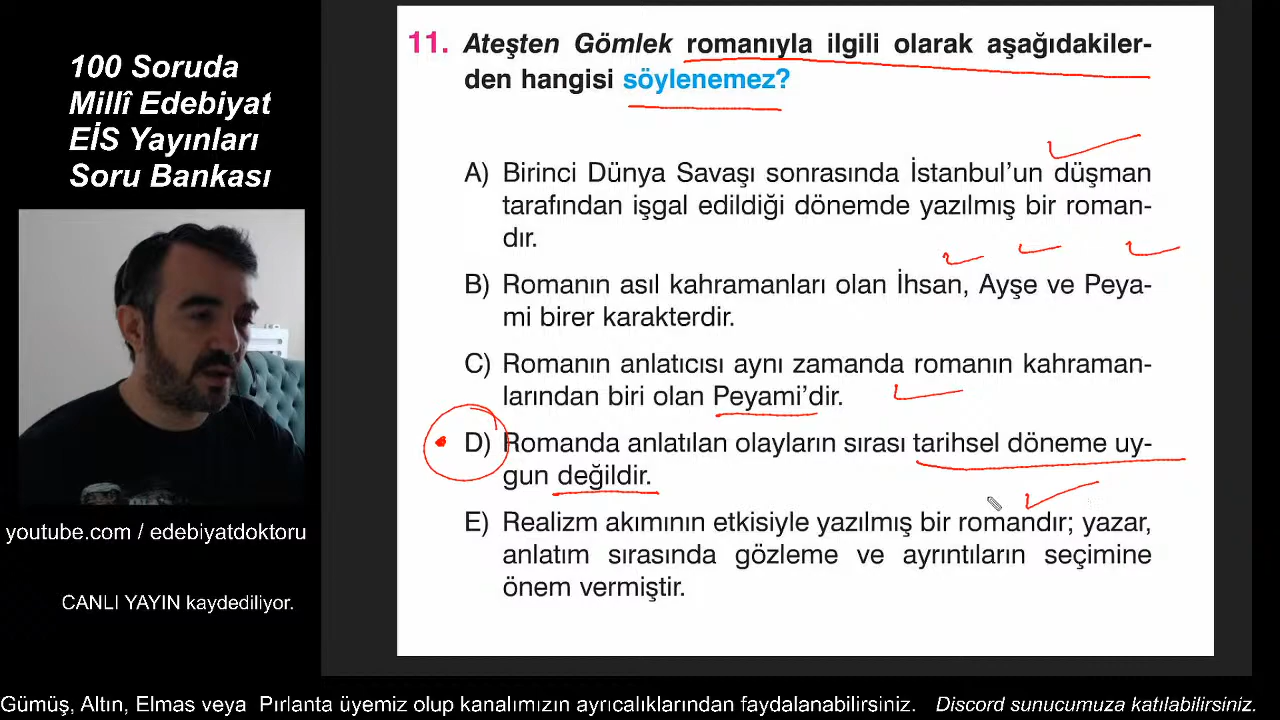 100 Soruda
Millî Edebiyat
EİS Yayınları
Soru Bankası
youtube.com / edebiyatdoktoru
CANLI YAYIN kaydediliyor.
11. Ateşten Gömlek romanıyla ilgili olarak aşağıdakiler-
den hangisi söylenemez?
A) Birinci Dünya Savaşı sonrasında İstanbul’un düşman
tarafından işgal edildiği dönemde yazılmış bir roman-
dır.
B) Romanın asıl kahramanları olan İhsan, Ayşe ve Peya-
mi birer karakterdir.
C) Romanın anlatıcısı aynı zamanda romanın kahraman-
larından biri olan Peyami’dir.
D) Romanda anlatılan olayların sırası tarihsel döneme uy-
gun değildir.
E) Realizm akımının etkisiyle yazılmış bir romandır; yazar,
anlatım sırasında gözleme ve ayrıntıların seçimine
önem vermiştir.
Gümüş, Altın, Elmas veya Pırlanta üyemiz olup kanalımızın ayrıcalıklarından faydalanabilirsiniz. Discord sunucumuza katılabilirsiniz.